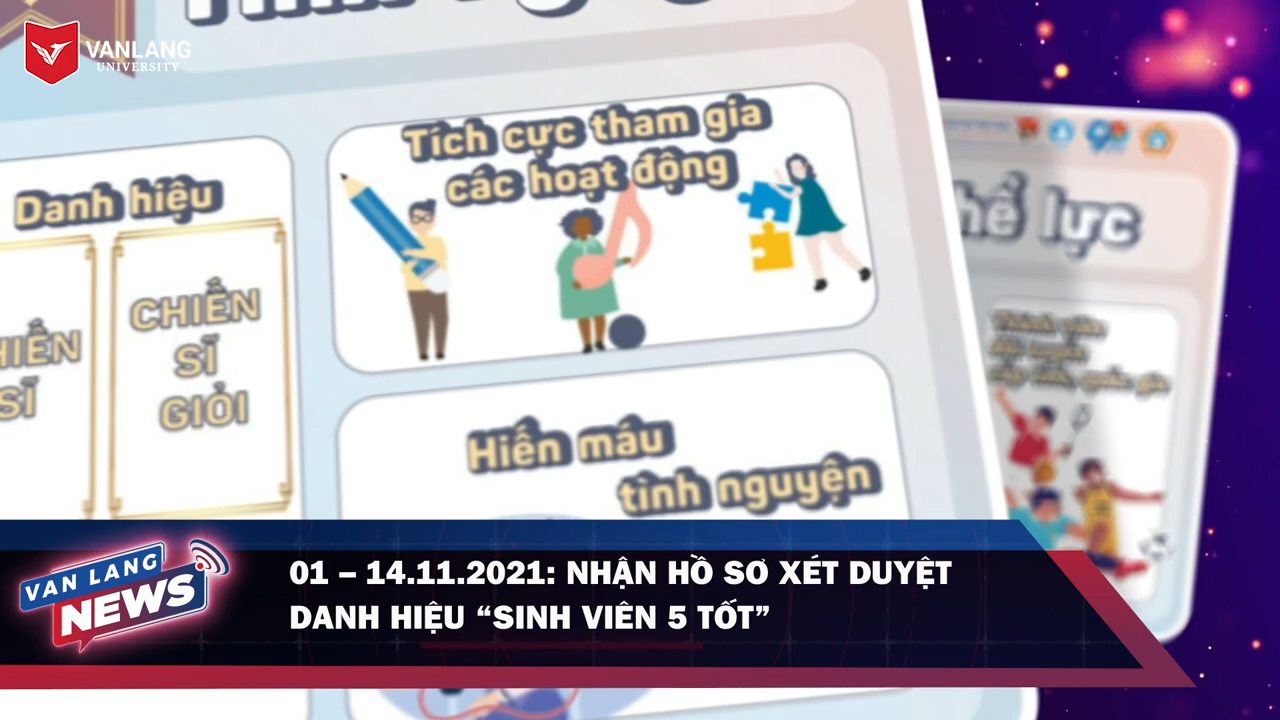 VANLANG
UNIVERSITY
Tích cực tham gia
các hoạt động
Danh hiệu
CHIẾN
SĨ
GIỎI
SĨ
lực
Hiến máu
tình nguyện
VAN LANG
NEWS
01 – 14.11.2021: NHẬN HỒ SƠ XÉT DUYỆT
DANH HIỆU “SINH VIÊN 5 TỐT”